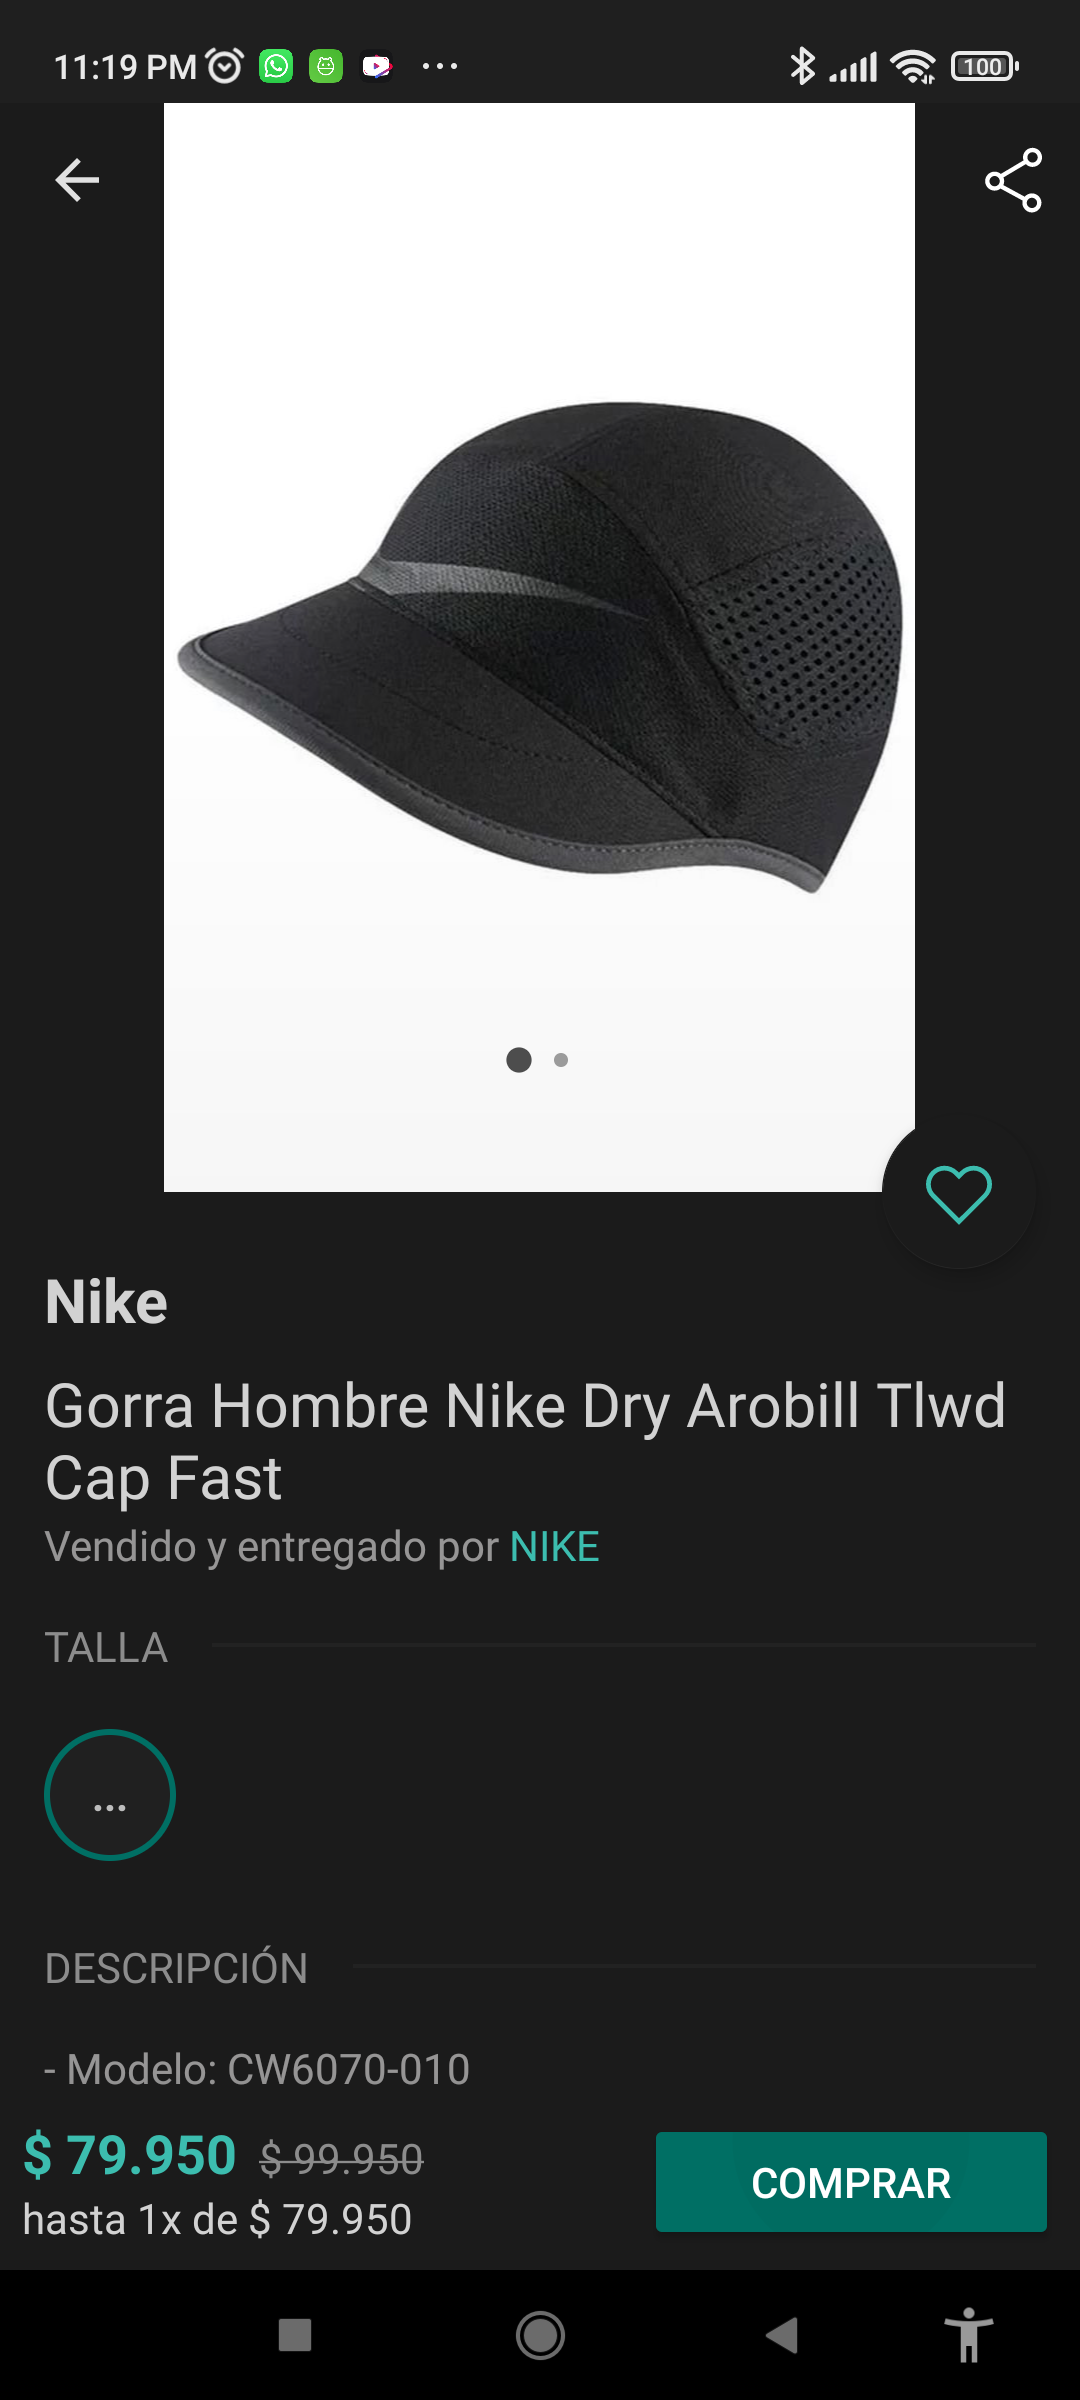 11:19 PM
100
Nike
Gorra Hombre Nike Dry Arobill Tlwd
Cap Fast
Vendido y entregado por NIKE
TALLA
...
DESCRIPCIÓN
- Modelo: CW6070-010
$ 79.950 $ 99.950
hasta 1x de $ 79.950
COMPRAR